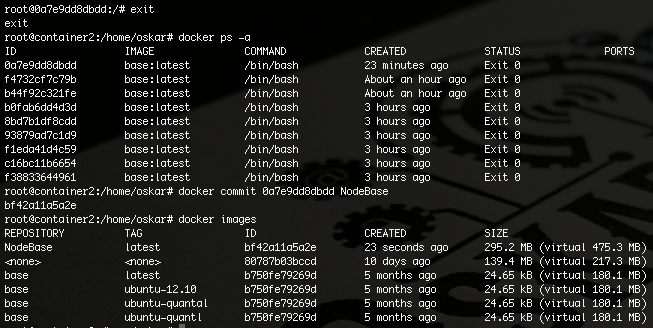 root@0a7e9dd8dbdd:/# exit
exit
root@container2:/home/oskar# docker ps -a
ID IMAGE COMMAND CREATED STATUS PORTS
0a7e9dd8dbdd base:latest /bin/bash 23 minutes ago Exit 0
f4732cf7c79b base:latest /bin/bash About an hour ago Exit 0
b44f92c321fe base:latest /bin/bash About an hour ago Exit 0
b0fab6dd4d3d base:latest /bin/bash 3 hours ago Exit 0
8bd7b1df8cdd base:latest /bin/bash 3 hours ago Exit 0
93879ad7c1d9 base:latest /bin/bash 3 hours ago Exit 0
f1eda41d4c59 base:latest /bin/bash 3 hours ago Exit 0
c16bc11b6654 base:latest /bin/bash 3 hours ago Exit 0
f38833644961 base:latest /bin/bash 3 hours ago Exit 0
root@container2:/home/oskar# docker commit 0a7e9dd8dbdd NodeBase
bf42a11a5a2e
root@container2:/home/oskar# docker images
REPOSITORY TAG ID CREATED SIZE
NodeBase latest bf42a11a5a2e 23 seconds ago 295.2 MB (virtual 475.3 MB)
<none> <none> 80787b03bccd 10 days ago 139.4 MB (virtual 217.3 MB)
base latest b750fe79269d 5 months ago 24.65 kB (virtual 180.1 MB)
base ubuntu-12.10 b750fe79269d 5 months ago 24.65 kB (virtual 180.1 MB)
base ubuntu-quantal b750fe79269d 5 months ago 24.65 kB (virtual 180.1 MB)
base ubuntu-quantl b750fe79269d 5 months ago 24.65 kB (virtual 180.1 MB)